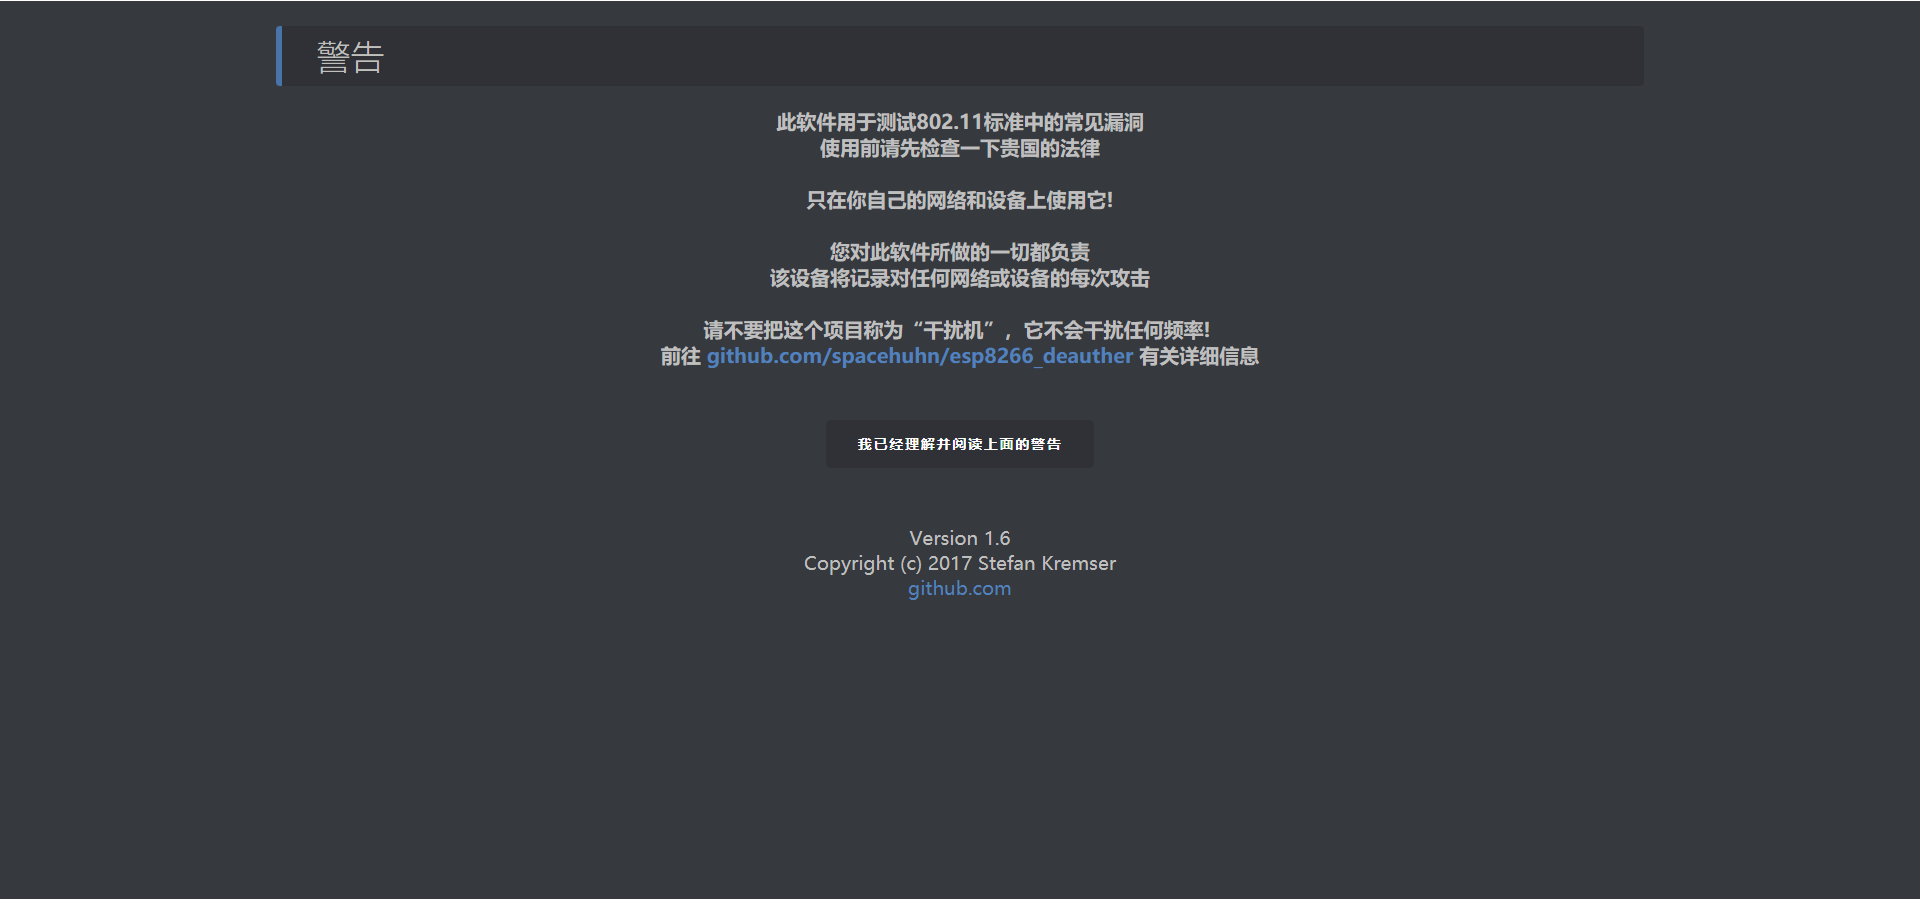 警告
此软件用于测试802.11标准中的常见漏洞
使用前请先检查一下贵国的法律
只在你自己的网络和设备上使用它!
您对此软件所做的一切都负责
该设备将记录对任何网络或设备的每次攻击
请不要把这个项目称为“干扰机”，它不会干扰任何频率!
前往 github.com/spacehuhn/esp8266_deauther 有关详细信息
我已经理解并阅读上面的警告
Version 1.6
Copyright (c) 2017 Stefan Kremser
github.com